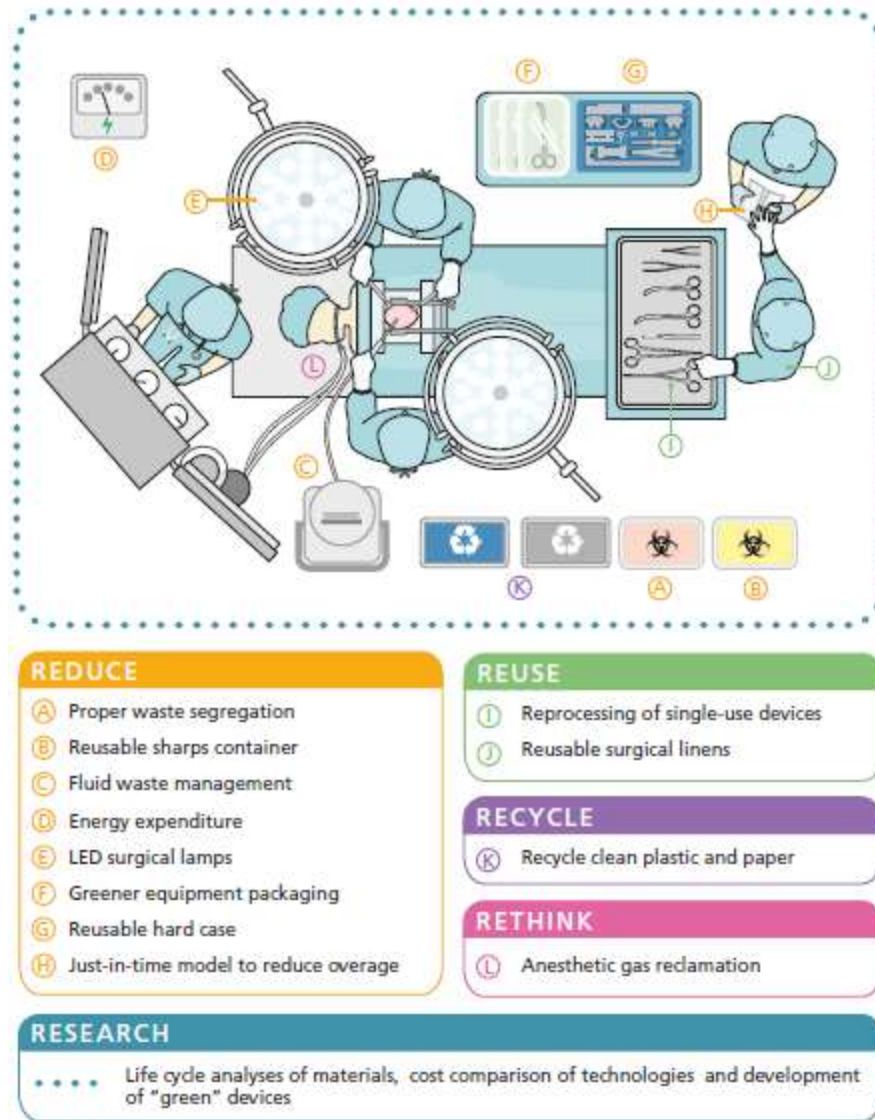 D
F
G
E
H
L
J
I
C
K
A
B
REDUCE
A Proper waste segregation
B Reusable sharps container
C Fluid waste management
D Energy expenditure
E LED surgical lamps
F Greener equipment packaging
G Reusable hard case
H Just-in-time model to reduce overage
REUSE
I Reprocessing of single-use devices
J Reusable surgical linens
RECYCLE
K Recycle clean plastic and paper
RETHINK
L Anesthetic gas reclamation
RESEARCH
Life cycle analyses of materials, cost comparison of technologies and development
of "green" devices